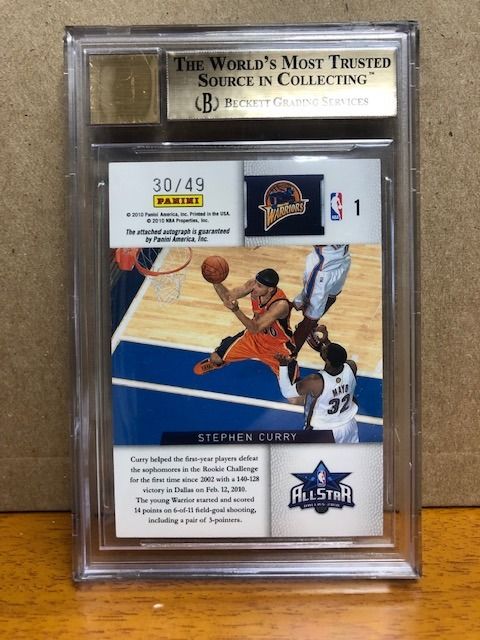 THE WORLD'S MOST TRUSTED
SOURCE IN COLLECTING™
B BECKETT GRADING SERVICES
30/49
PANINI
© 2010 Panini America, Inc. Printed in the USA.
© 2010 NBA Properties, Inc.
The attached autograph is guaranteed
by Panini America, Inc.
WARRIORS
1
MAYO
32
STEPHEN CURRY
Curry helped the first-year players defeat
the sophomores in the Rookie Challenge
for the first time since 2002 with a 140-128
victory in Dallas on Feb. 12, 2010.
The young Warrior started and scored
14 points on 6-of-11 field-goal shooting,
including a pair of 3-pointers.
ALL STAR